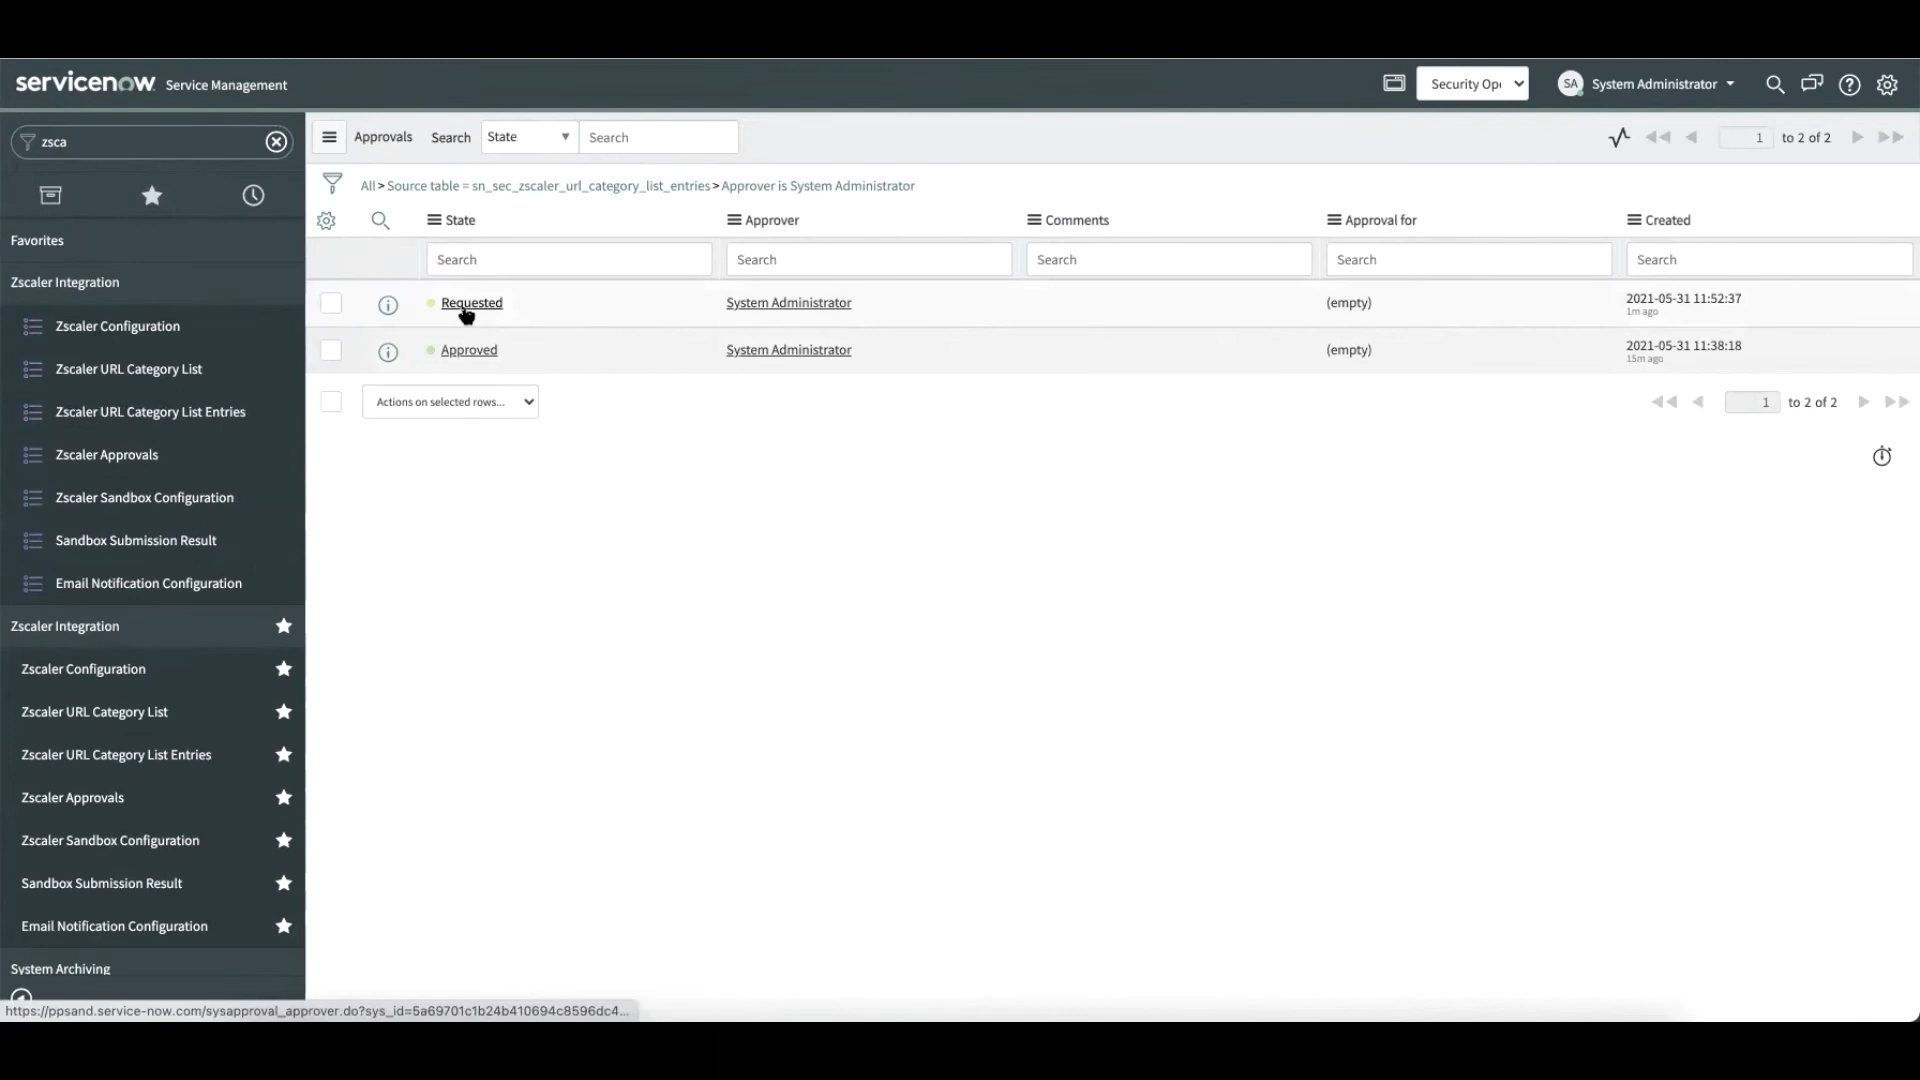 servicenow Service Management
Security Ope
SA System Administrator
zsca
Approvals Search State Search
1 to 2 of 2
All > Source table = sn_sec_zscaler_url_category_list_entries > Approver is System Administrator
State Approver Comments Approval for Created
Search Search Search Search Search
Requested System Administrator (empty) 2021-05-31 11:52:37
1m ago
Approved System Administrator (empty) 2021-05-31 11:38:18
15m ago
Actions on selected rows...
1 to 2 of 2
Favorites
Zscaler Integration
Zscaler Configuration
Zscaler URL Category List
Zscaler URL Category List Entries
Zscaler Approvals
Zscaler Sandbox Configuration
Sandbox Submission Result
Email Notification Configuration
Zscaler Integration
Zscaler Configuration
Zscaler URL Category List
Zscaler URL Category List Entries
Zscaler Approvals
Zscaler Sandbox Configuration
Sandbox Submission Result
Email Notification Configuration
System Archiving
https://ppsand.service-now.com/sysapproval_approver.do?sys_id=5a69701c1b24b410694c8596dc4...